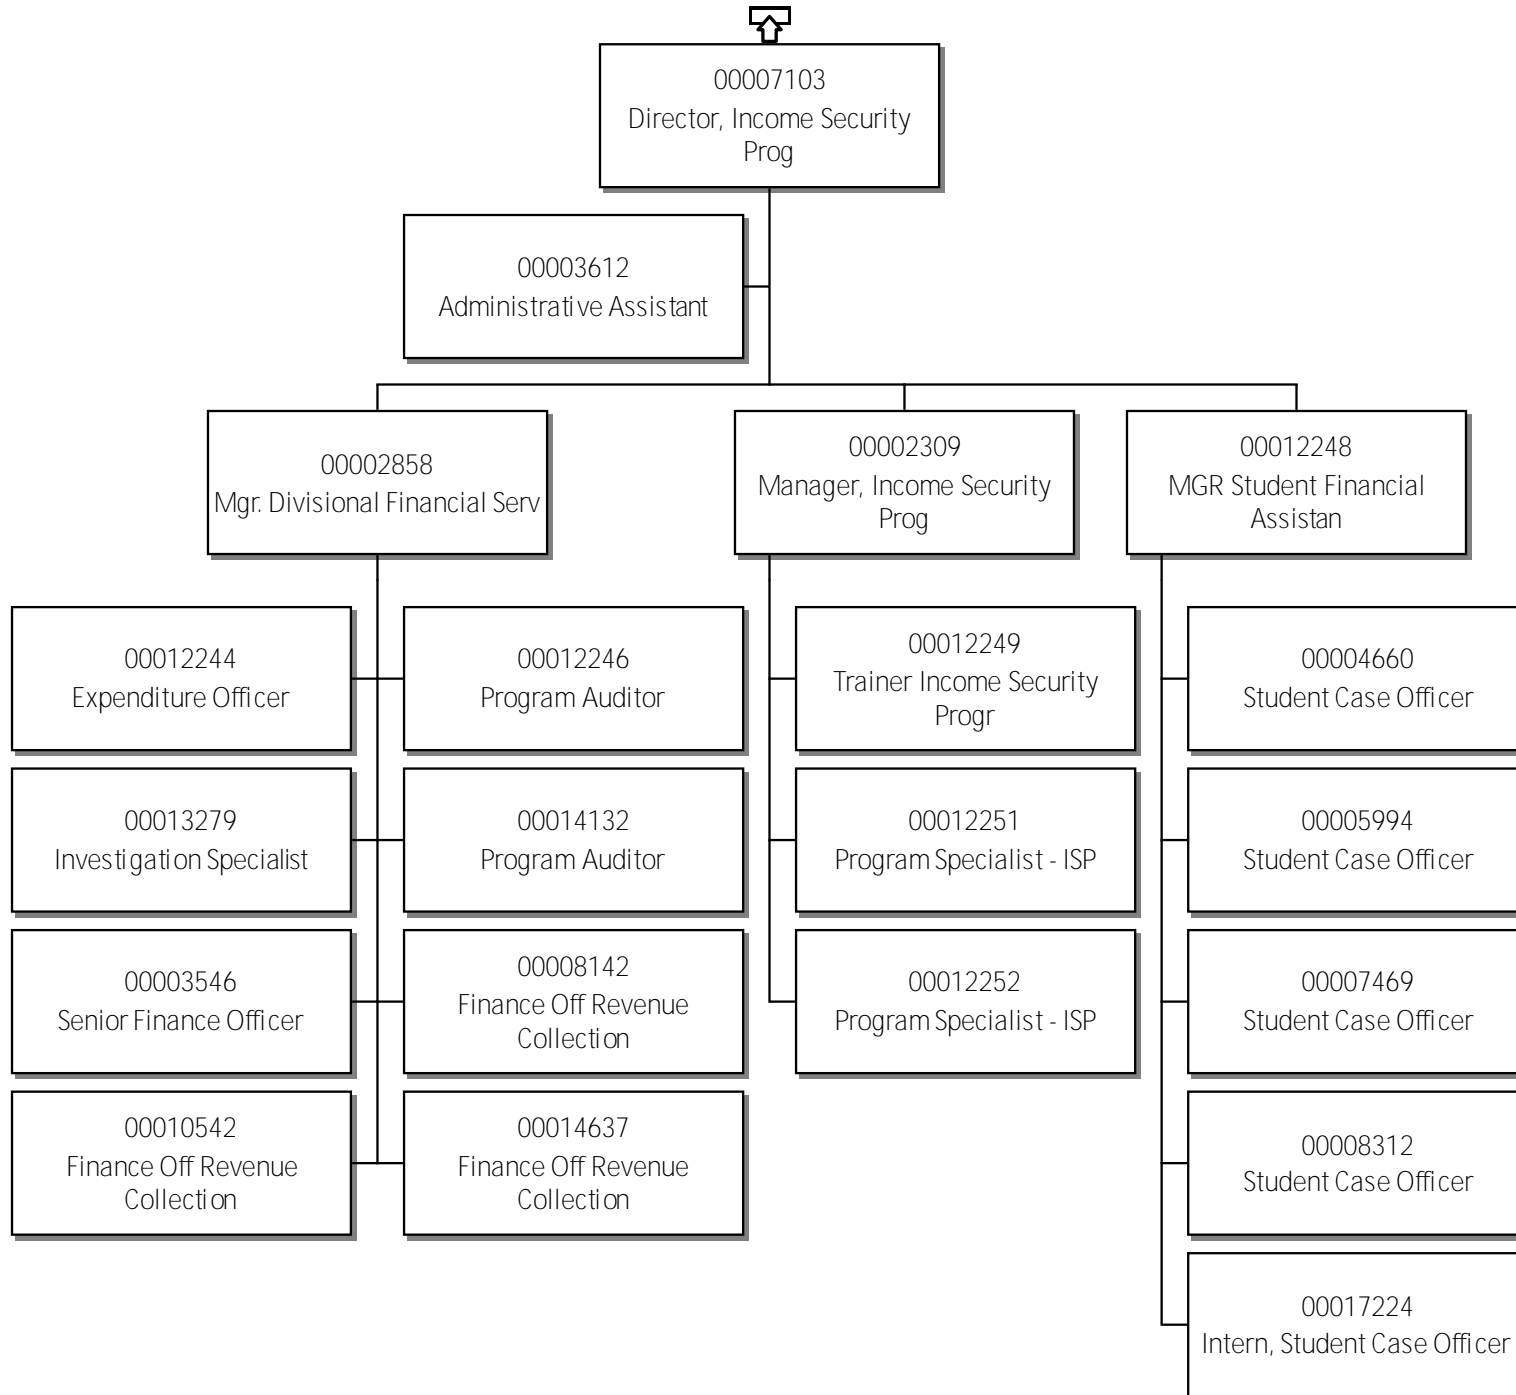 00007103
Director, Income Security
Prog
00003612
Administrative Assistant
00002858
Mgr. Divisional Financial Serv
00002309
Manager, Income Security
Prog
00012248
MGR Student Financial
Assistan
00012244
Expenditure Officer
00012246
Program Auditor
00012249
Trainer Income Security
Progr
00004660
Student Case Officer
00013279
Investigation Specialist
00014132
Program Auditor
00012251
Program Specialist - ISP
00005994
Student Case Officer
00003546
Senior Finance Officer
00008142
Finance Off Revenue
Collection
00012252
Program Specialist - ISP
00007469
Student Case Officer
00010542
Finance Off Revenue
Collection
00014637
Finance Off Revenue
Collection
00008312
Student Case Officer
00017224
Intern, Student Case Officer